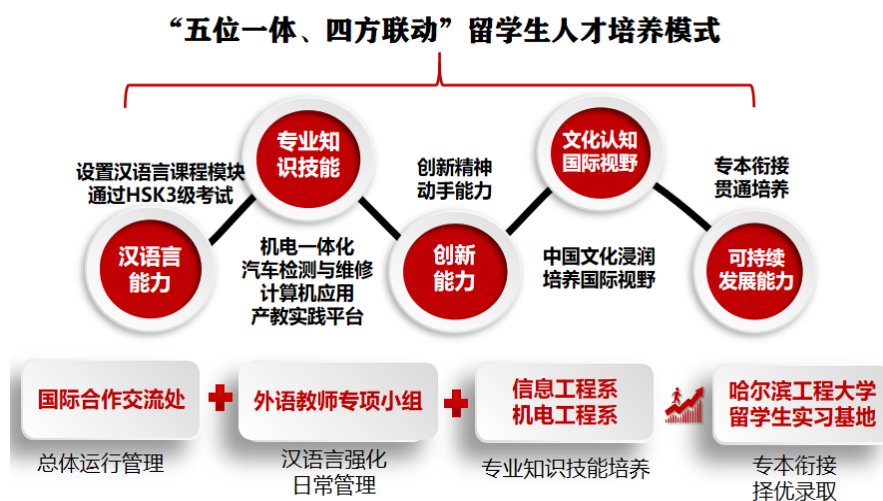 “五位一体、四方联动”留学生人才培养模式
专业知
识技能
文化认知
国际视野
设置汉语言课程模块
通过HSK3级考试
创新精神
动手能力
专本衔接
贯通培养
汉语言
能力
机电一体化
汽车检测与维修
计算机应用
产教实践平台
创新
能力
中国文化浸润
培养国际视野
可持续
发展能力
国际合作交流处
外语教师专项小组
信息工程系
机电工程系
哈尔滨工程大学
留学生实习基地
总体运行管理
汉语言强化
日常管理
专业知识技能培养
专本衔接
择优录取